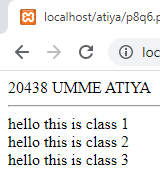 localhost/atiya/p8q6.p
loc
20438 UMME ATIYA
hello this is class 1
hello this is class 2
hello this is class 3